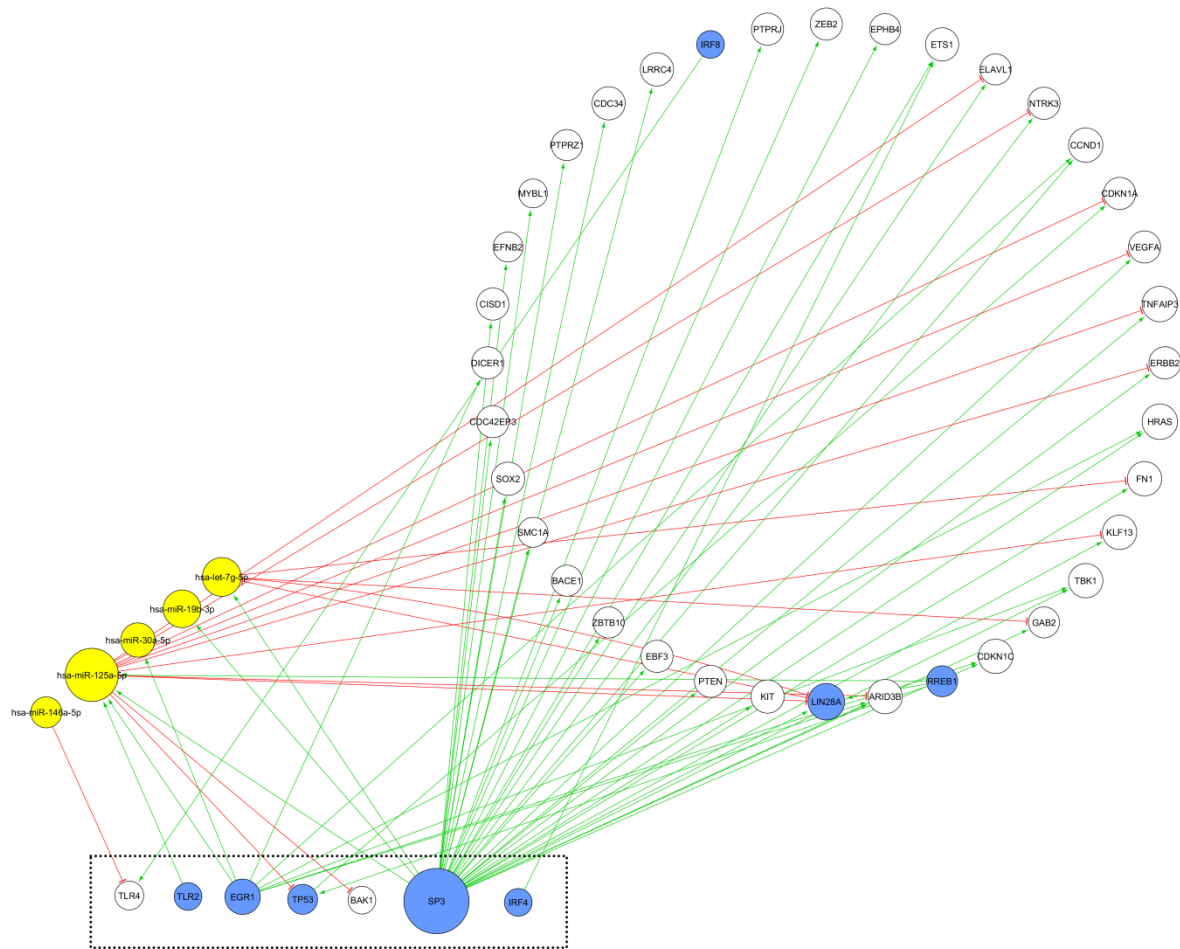 PTPRJ
ZEB2
EPHB4
IRF8
ETS1
LRRC4
ELAVL1
CDC34
NTRK3
PTPRZ1
CCND1
MYBL1
CDKN1A
EFNB2
VEGFA
CISD1
TNFAIP3
DICER1
ERBB2
CDC42EP3
HRAS
SOX2
FN1
SMC1A
KLF13
hsa-let-7g-5p
BACE1
TBK1
hsa-miR-19b-3p
ZBTB10
GAB2
hsa-miR-30a-5p
EBF3
CDKN1C
hsa-miR-125a-5p
PTEN
RREB1
KIT
LIN28A
ARID3B
hsa-miR-146a-5p
TLR4
TLR2
EGR1
TP53
BAK1
SP3
IRF4